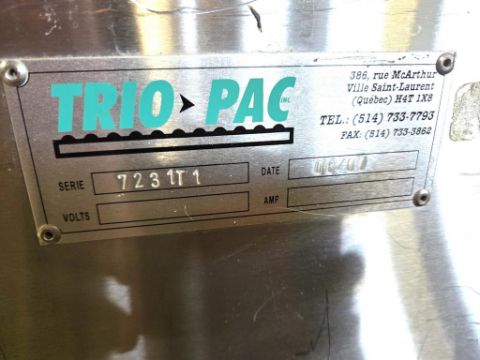 TRIO PAC INC.
386, rue McArthur
Ville Saint-Laurent
(Québec) H4T 1X8
TEL.: (514) 733-7793
FAX: (514) 733-3862
SERIE 7231T1
DATE
VOLTS
AMP